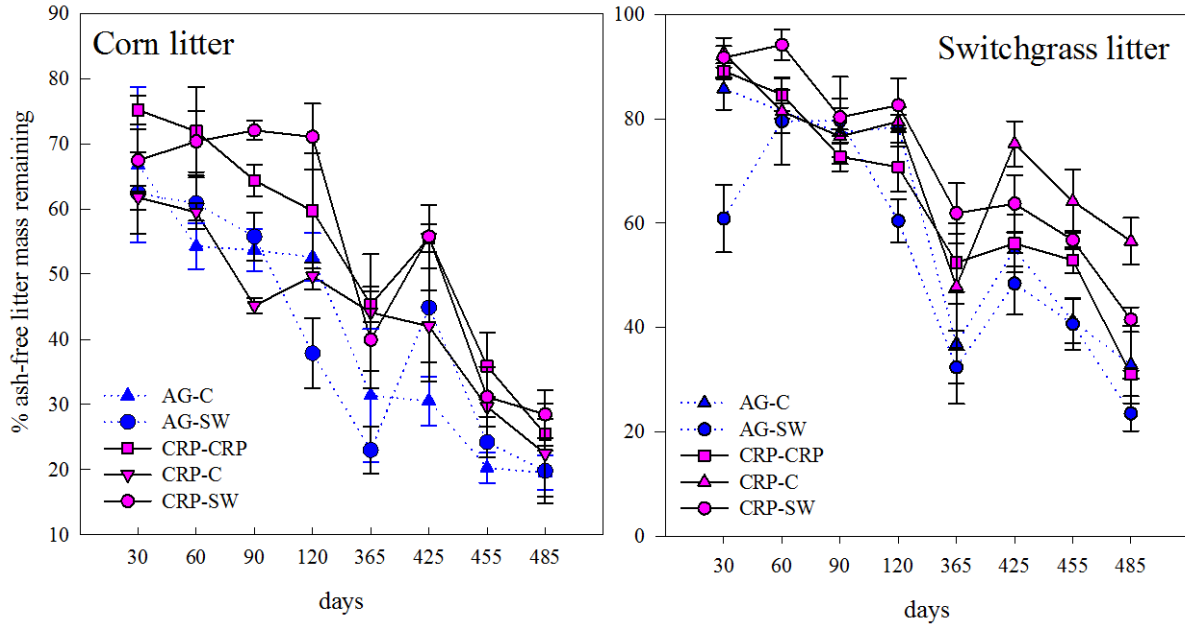 % ash-free litter mass remaining
Corn litter
90
80
70
60
50
40
30
20
10
AG-C
AG-SW
CRP-CRP
CRP-C
CRP-SW
30 60 90 120 365 425 455 485
days
Switchgrass litter
100
80
60
40
20
0
AG-C
AG-SW
CRP-CRP
CRP-C
CRP-SW
30 60 90 120 365 425 455 485
days